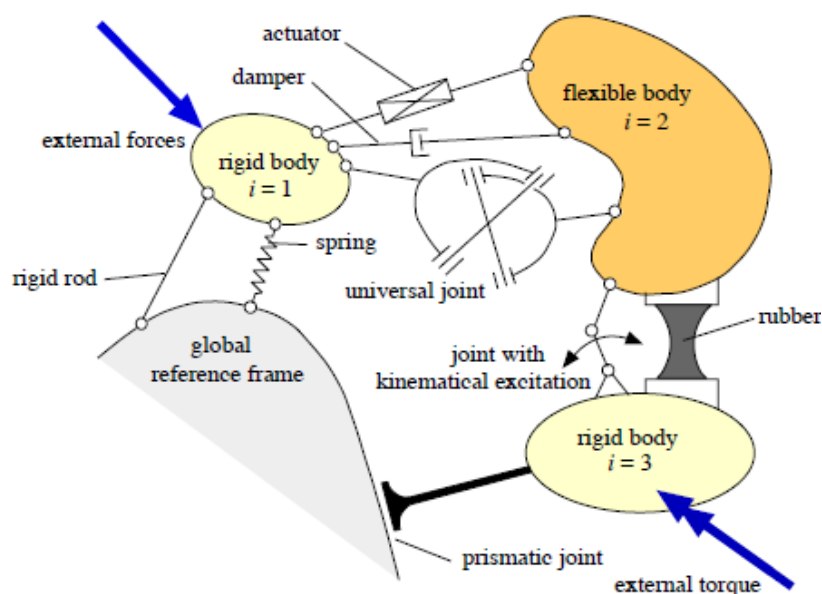 actuator
damper
external forces
rigid body
i = 1
flexible body
i = 2
spring
rigid rod
universal joint
global
reference frame
joint with
kinematical excitation
rubber
rigid body
i = 3
prismatic joint
external torque